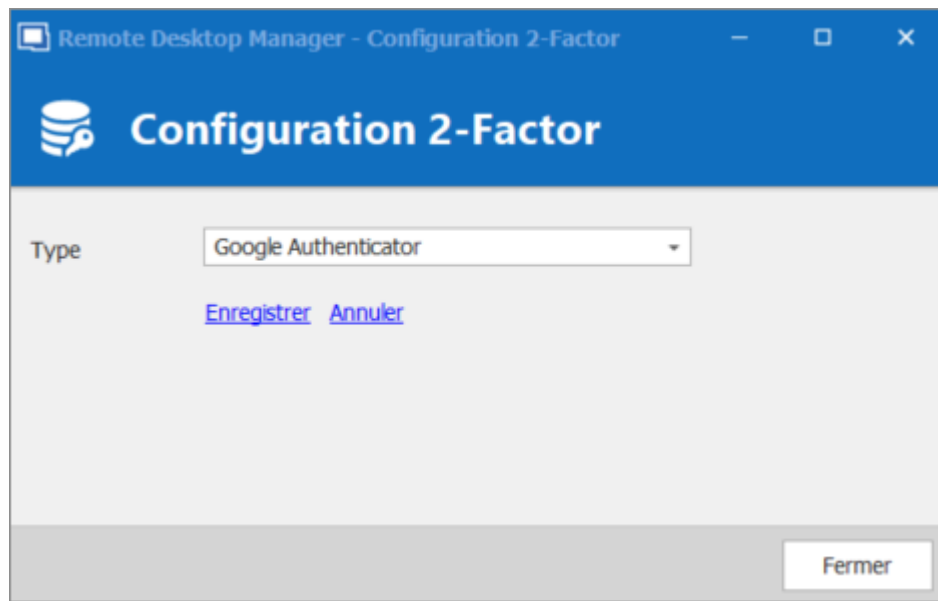 Remote Desktop Manager - Configuration 2-Factor
Configuration 2-Factor
Type Google Authenticator
Enregistrer Annuler
Fermer